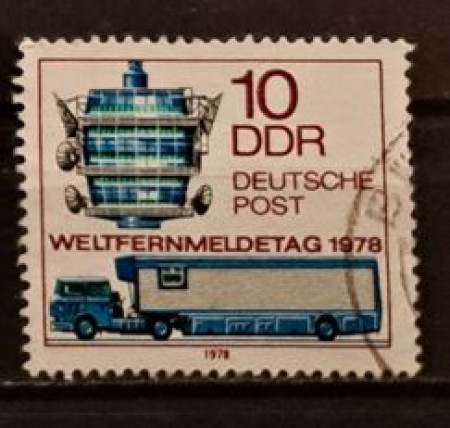 10
DDR
DEUTSCHE
POST
WELTFERNMELDETAG 1978
1978